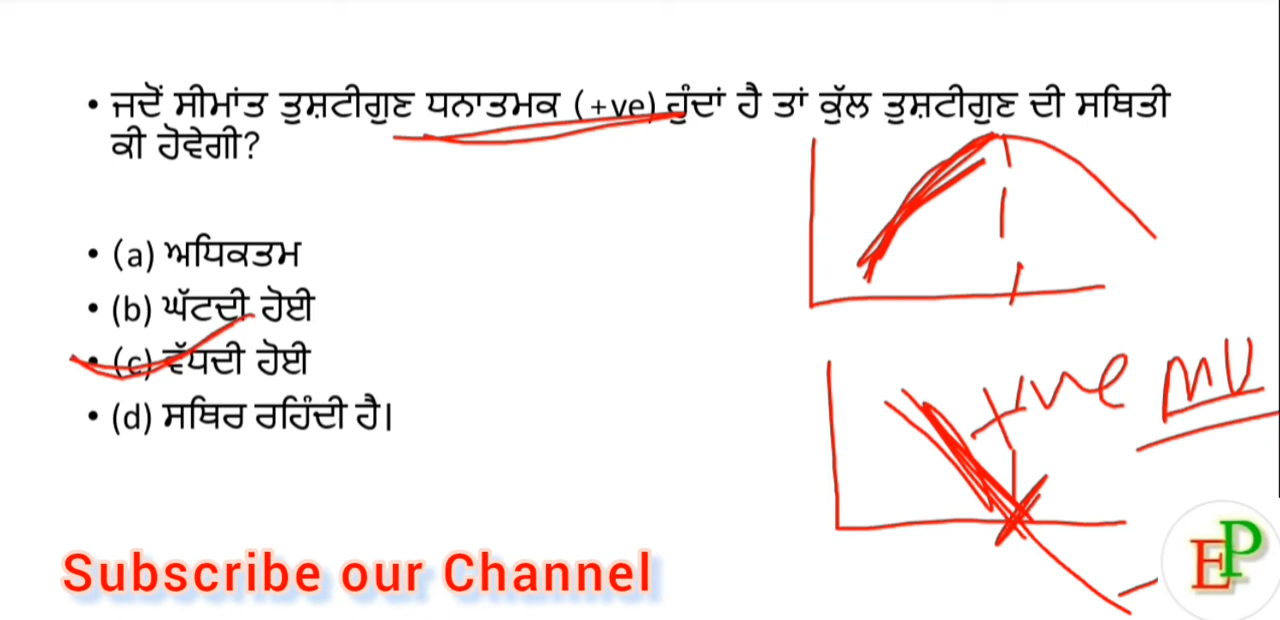 • ਜਦੋਂ ਸੀਮਾਂਤ ਤੁਸ਼ਟੀਗੁਣ ਧਨਾਤਮਕ (+ve) ਹੁੰਦਾਂ ਹੈ ਤਾਂ ਕੁੱਲ ਤੁਸ਼ਟੀਗੁਣ ਦੀ ਸਥਿਤੀ
ਕੀ ਹੋਵੇਗੀ?
• (a) ਅਧਿਕਤਮ
• (b) ਘੱਟਦੀ ਹੋਈ
• (c) ਵੱਧਦੀ ਹੋਈ
• (d) ਸਥਿਰ ਰਹਿੰਦੀ ਹੈ।
+ve MU
Subscribe our Channel
EP